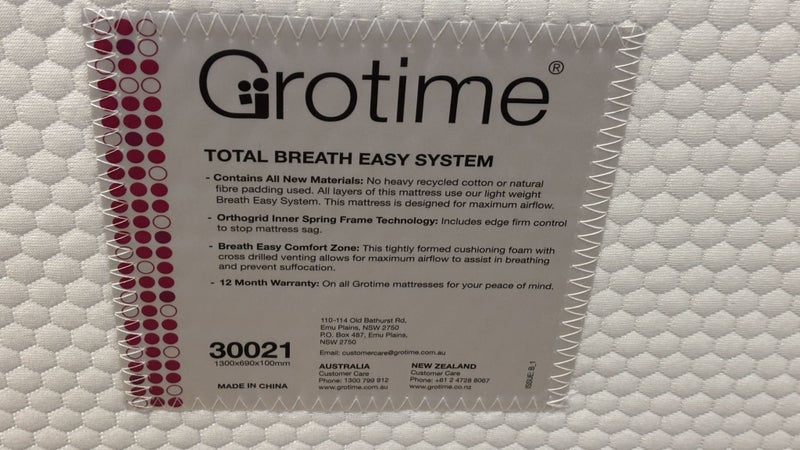 Grotime®
TOTAL BREATH EASY SYSTEM
- Contains All New Materials: No heavy recycled cotton or natural
fibre padding used. All layers of this mattress use our light weight
Breath Easy System. This mattress is designed for maximum airflow.
- Orthogrid Inner Spring Frame Technology: Includes edge firm control
to stop mattress sag.
- Breath Easy Comfort Zone: This tightly formed cushioning foam with
cross drilled venting allows for maximum airflow to assist in breathing
and prevent suffocation.
- 12 Month Warranty: On all Grotime mattresses for your peace of mind.
110-114 Old Bathurst Rd,
Emu Plains, NSW 2750
P.O. Box 487, Emu Plains,
NSW 2750
Email: customercare@grotime.com.au
30021
1300x690x100mm
MADE IN CHINA
AUSTRALIA
Customer Care
Phone: 1300 799 912
www.grotime.com.au
NEW ZEALAND
Customer Care
Phone: +61 2 4728 8067
www.grotime.co.nz
ISSUE: B_1